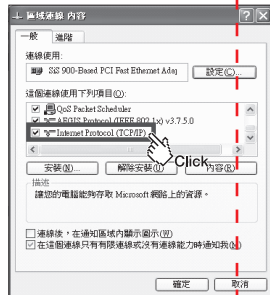 區域連線 內容
一般 進階
連線使用:
SiS 900-Based PCI Fast Ethernet Adap
設定(C)...
這個連線使用下列項目(O):
QoS Packet Scheduler
AEGIS Protocol (IEEE 802.1x) v3.7.5.0
Internet Protocol (TCP/IP)
Click
安裝(N)... 解除安裝(U) 內容(R)
描述
讓您的電腦能夠存取 Microsoft 網路上的資源。
連線後，在通知區域內顯示圖示(W)
在這個連線只有有限連線或沒有連線能力時通知我(M)
確定 取消